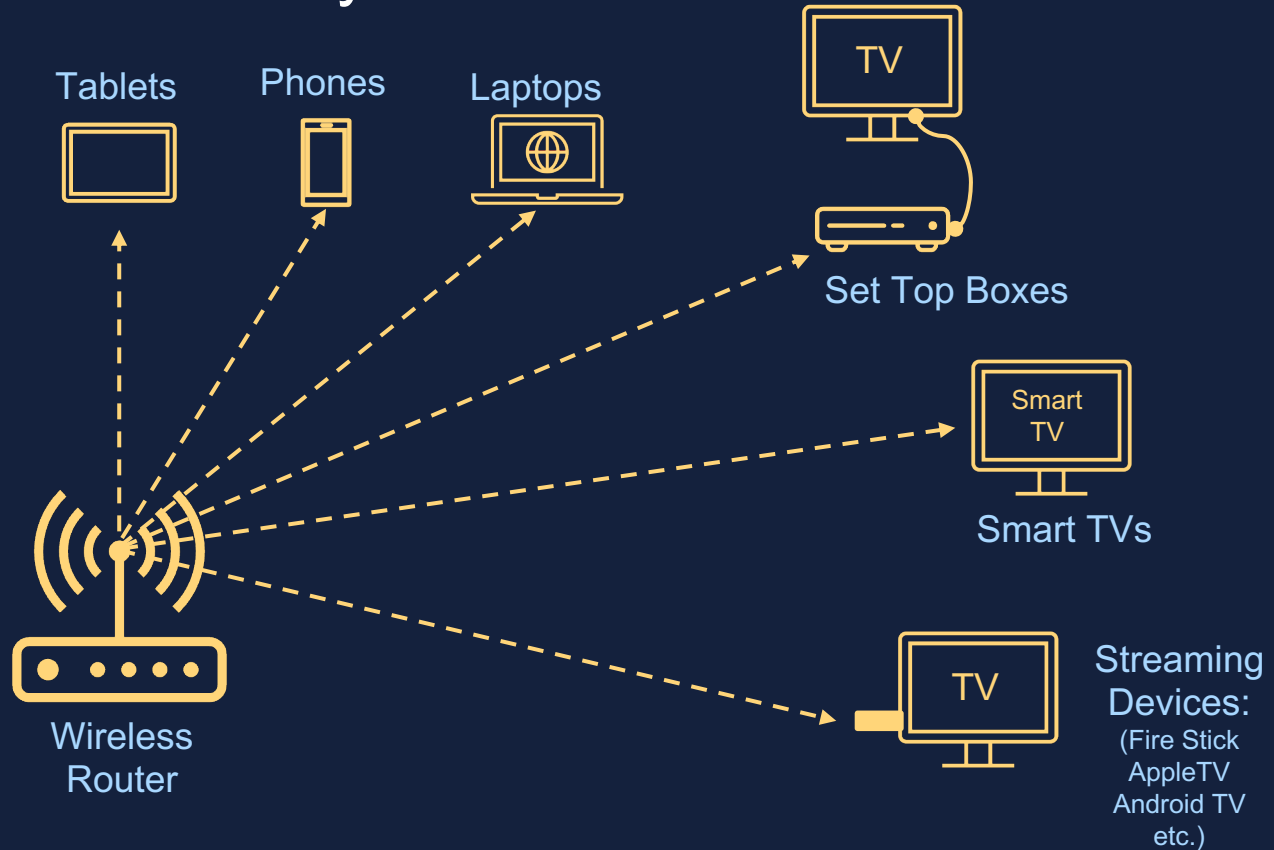 Tablets
Phones
Laptops
TV
Set Top Boxes
Smart
TV
Smart TVs
TV
Streaming
Devices:
(Fire Stick
AppleTV
Android TV
etc.)
Wireless
Router